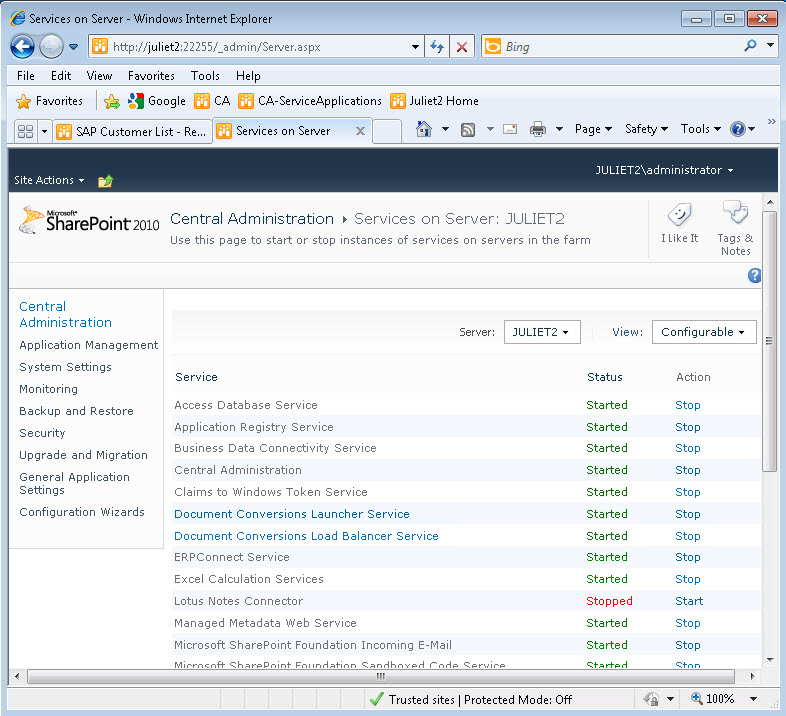 Services on Server - Windows Internet Explorer
http://juliet2:22255/_admin/Server.aspx
Bing
File Edit View Favorites Tools Help
Favorites Google CA CA-ServiceApplications Juliet2 Home
SAP Customer List - Re... Services on Server Page Safety Tools
Site Actions JULIET2\administrator
Microsoft®
SharePoint 2010
Central Administration Services on Server: JULIET2
Use this page to start or stop instances of services on servers in the farm
I Like It Tags &
Notes
Central
Administration
Application Management
System Settings
Monitoring
Backup and Restore
Security
Upgrade and Migration
General Application
Settings
Configuration Wizards
Server: JULIET2 View: Configurable
Service Status Action
Access Database Service Started Stop
Application Registry Service Started Stop
Business Data Connectivity Service Started Stop
Central Administration Started Stop
Claims to Windows Token Service Started Stop
Document Conversions Launcher Service Started Stop
Document Conversions Load Balancer Service Started Stop
ERPConnect Service Started Stop
Excel Calculation Services Started Stop
Lotus Notes Connector Stopped Start
Managed Metadata Web Service Started Stop
Microsoft SharePoint Foundation Incoming E-Mail Started Stop
Microsoft SharePoint Foundation Sandboxed Code Service Started Stop
Trusted sites | Protected Mode: Off 100%